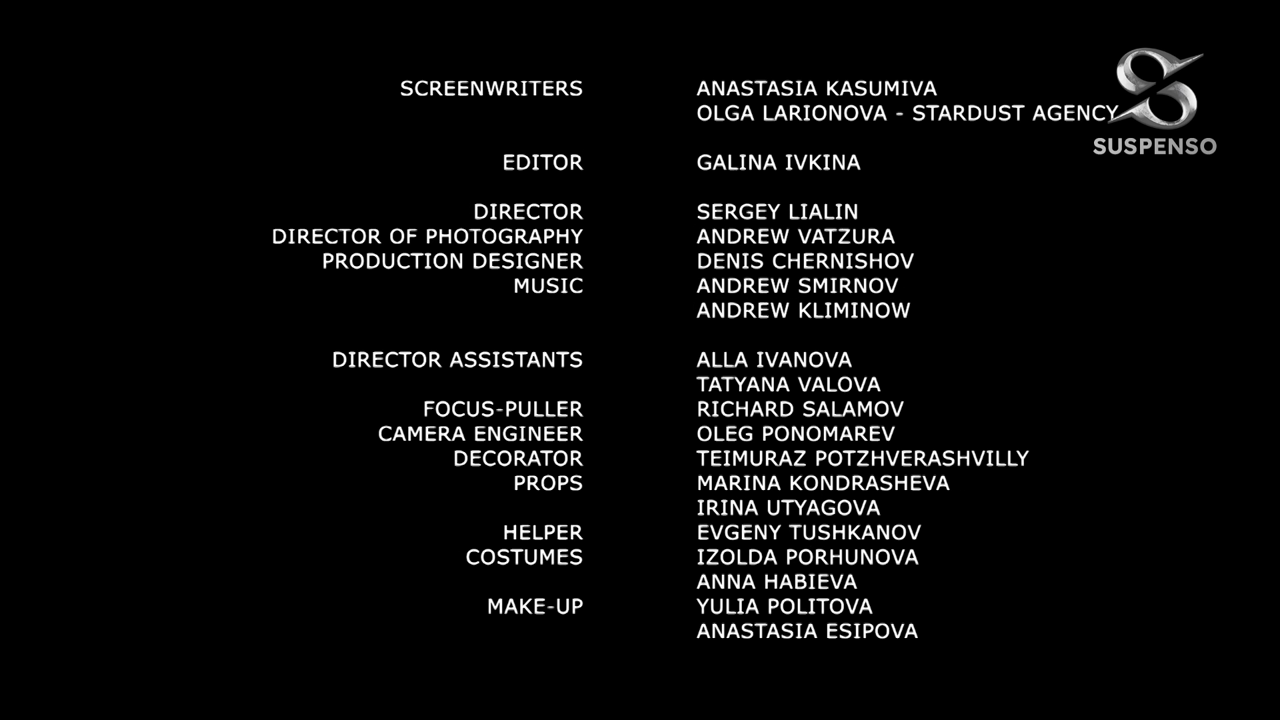 SCREENWRITERS ANASTASIA KASUMIVA
OLGA LARIONOVA - STARDUST AGENCY
SUSPENSO
EDITOR GALINA IVKINA
DIRECTOR SERGEY LIALIN
DIRECTOR OF PHOTOGRAPHY ANDREW VATZURA
PRODUCTION DESIGNER DENIS CHERNISHOV
MUSIC ANDREW SMIRNOV
ANDREW KLIMINOW
DIRECTOR ASSISTANTS ALLA IVANOVA
TATYANA VALOVA
FOCUS-PULLER RICHARD SALAMOV
CAMERA ENGINEER OLEG PONOMAREV
DECORATOR TEIMURAZ POTZHVERASHVILLY
PROPS MARINA KONDRASHEVA
IRINA UTYAGOVA
HELPER EVGENY TUSHKANOV
COSTUMES IZOLDA PORHUNOVA
ANNA HABIEVA
MAKE-UP YULIA POLITOVA
ANASTASIA ESIPOVA